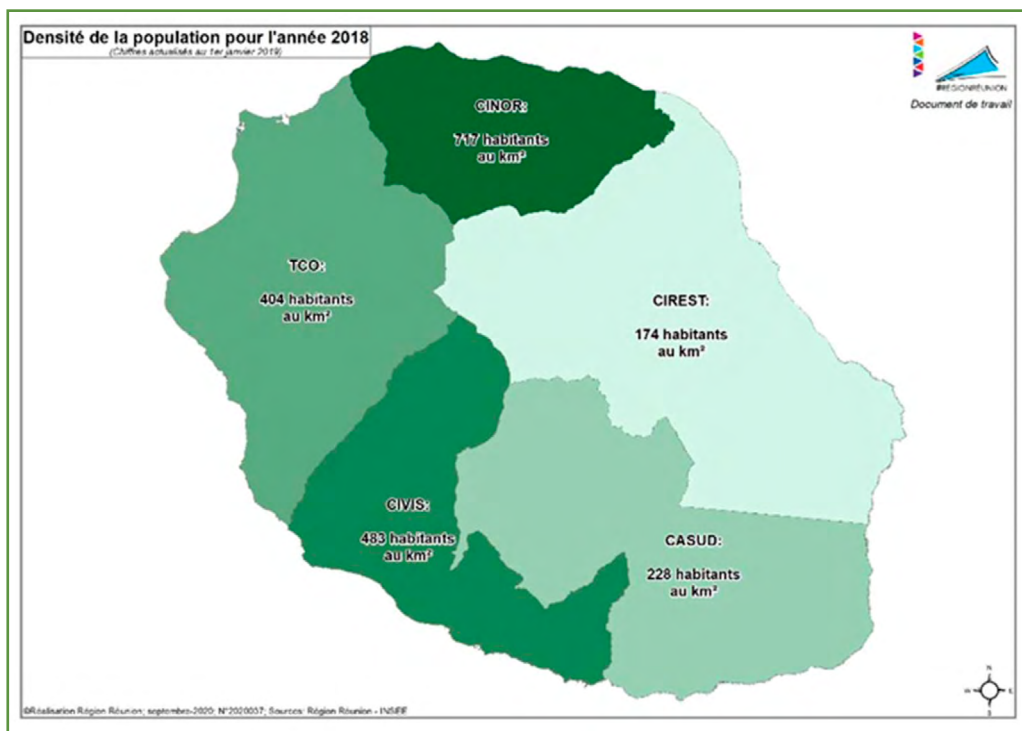 Densité de la population pour l'année 2018
(Chiffres actualisés au 1er janvier 2019)
#RÉGIONRÉUNION
Document de travail
CINOR:
717 habitants
au km²
TCO:
404 habitants
au km²
CIREST:
174 habitants
au km²
CIVIS:
483 habitants
au km²
CASUD:
228 habitants
au km²
N
W
E
S
©Réalisation Région Réunion; septembre-2020; N°2020037; Sources: Région Réunion - INSEE